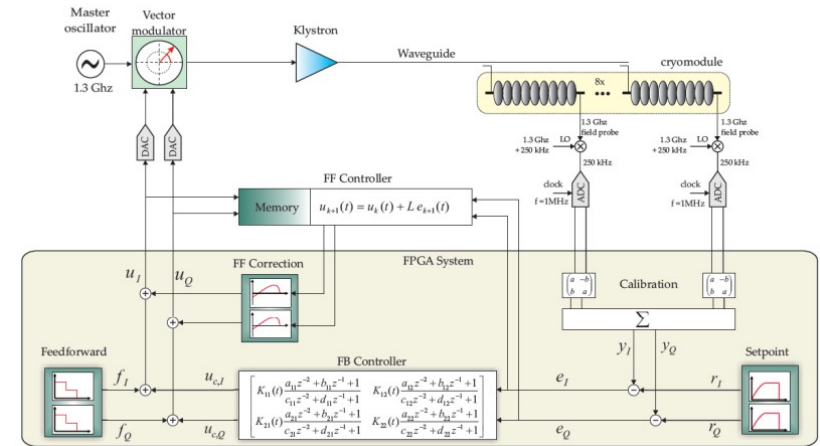 Master
oscillator
Vector
modulator
Klystron
Waveguide
cryomodule
8x
1.3 Ghz
1.3 Ghz
field probe
1.3 Ghz
field probe
1.3 Ghz
+250 kHz
LO
1.3 Ghz
+250 kHz
LO
250 kHz
250 kHz
DAC
DAC
clock
f=1MHz
ADC
clock
f=1MHz
ADC
FF Controller
Memory
u_{k+1}(t) = u_k(t) + L e_{k+1}(t)
FF Correction
FPGA System
u_I
u_Q
(a −b
b a)
Calibration
(a −b
b a)
Σ
y_I
y_Q
Feedforward
Setpoint
FB Controller
f_I
u_{c,I}
K_{11}(t) (a_{11}z^{-2}+b_{11}z^{-1}+1)/(c_{11}z^{-2}+d_{11}z^{-1}+1) K_{12}(t) (a_{12}z^{-2}+b_{12}z^{-1}+1)/(c_{12}z^{-2}+d_{12}z^{-1}+1)
K_{21}(t) (a_{21}z^{-2}+b_{21}z^{-1}+1)/(c_{21}z^{-2}+d_{21}z^{-1}+1) K_{22}(t) (a_{22}z^{-2}+b_{22}z^{-1}+1)/(c_{22}z^{-2}+d_{22}z^{-1}+1)
e_I
r_I
f_Q
u_{c,Q}
e_Q
r_Q